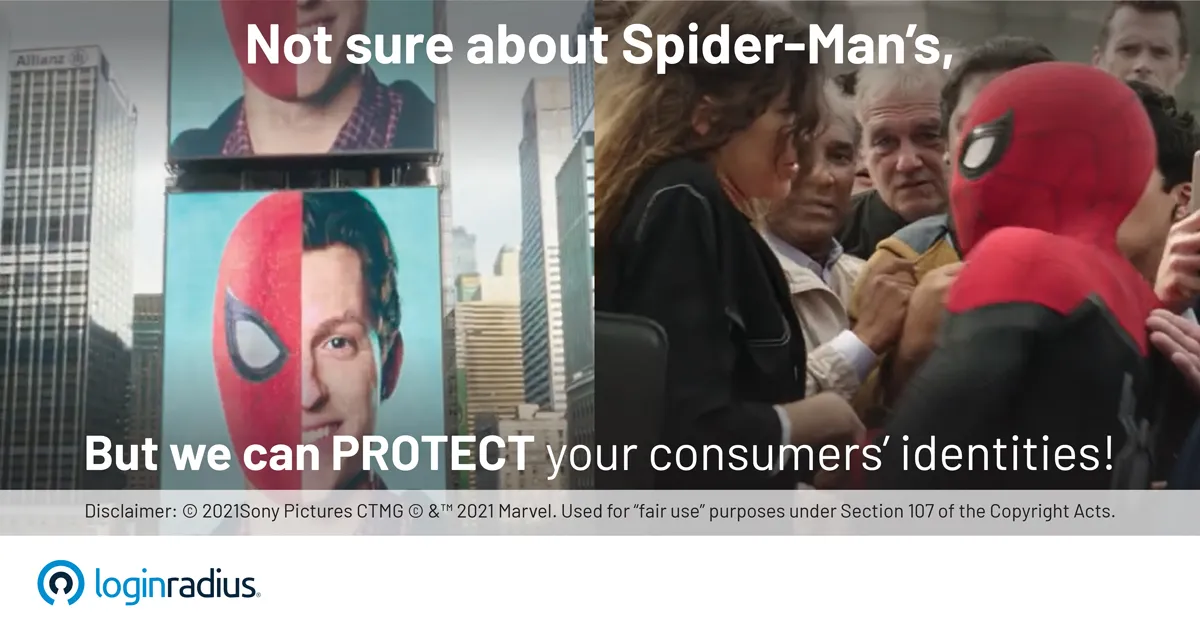 Not sure about Spider-Man’s,
Allianz
But we can PROTECT your consumers’ identities!
Disclaimer: © 2021Sony Pictures CTMG © &™ 2021 Marvel. Used for “fair use” purposes under Section 107 of the Copyright Acts.
loginradius®